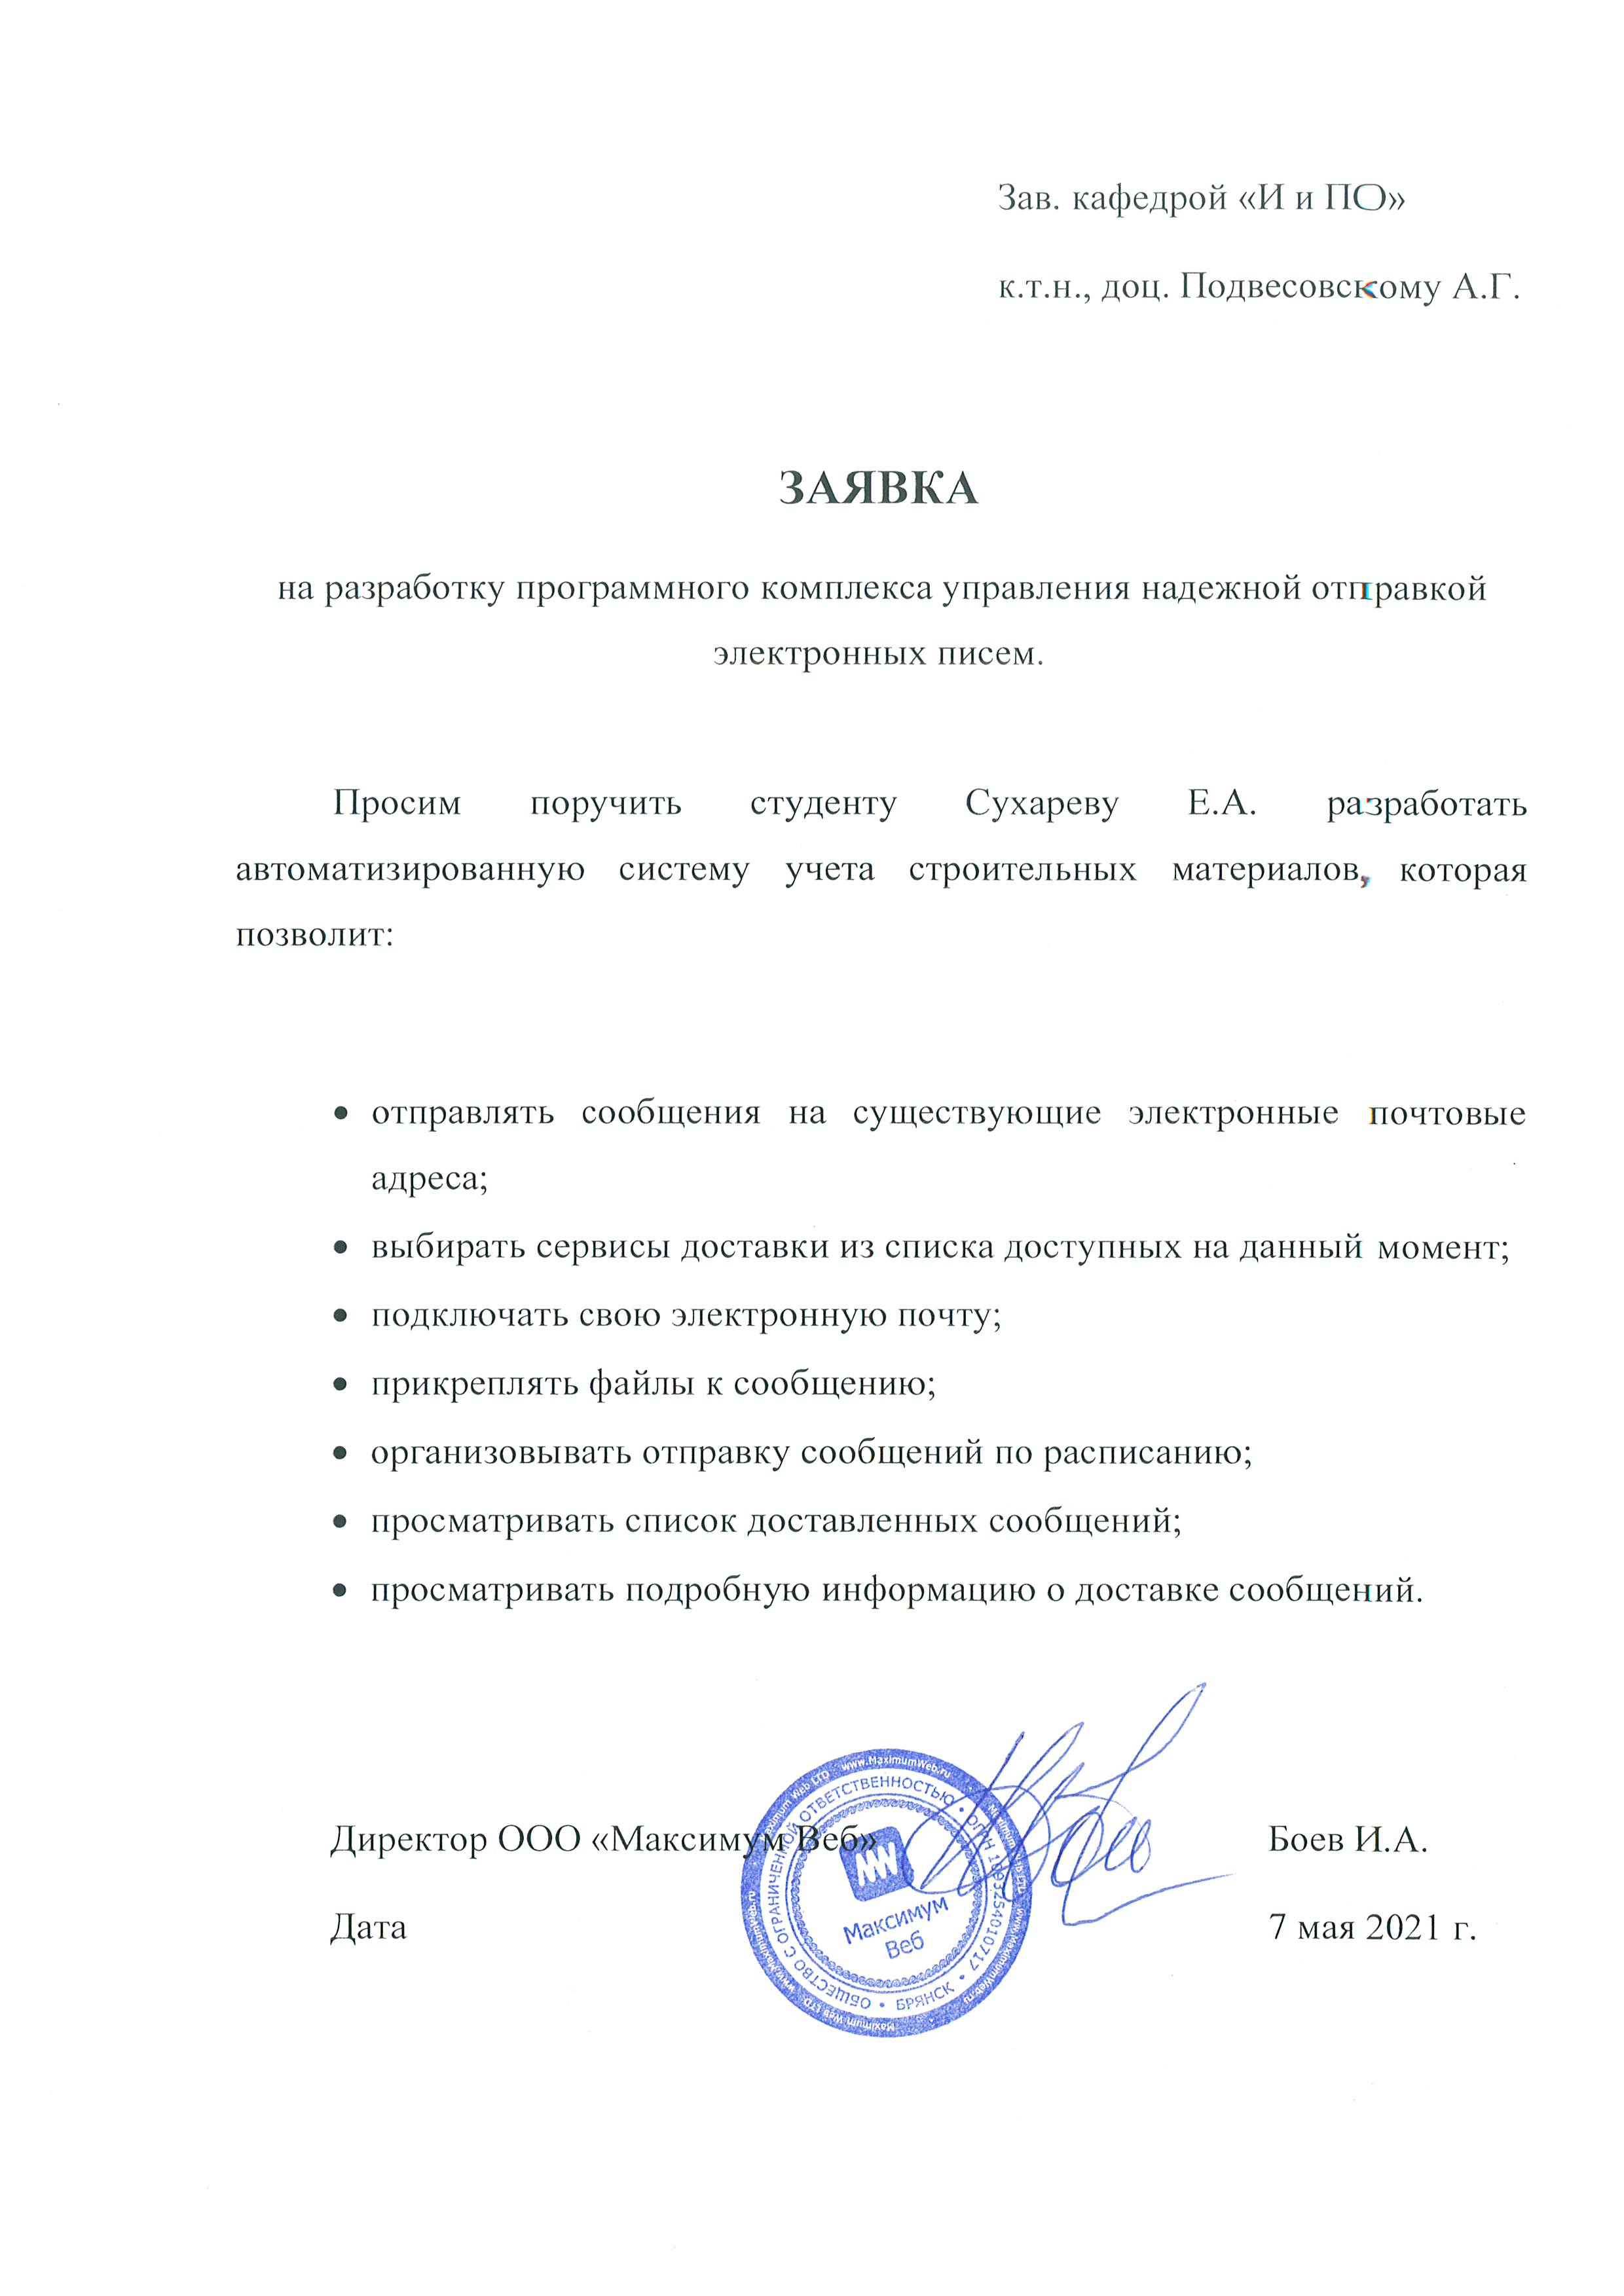 Зав. кафедрой «И и ПО»
к.т.н., доц. Подвесовскому А.Г.
ЗАЯВКА
на разработку программного комплекса управления надежной отправкой
электронных писем.
Просим поручить студенту Сухареву Е.А. разработать
автоматизированную систему учета строительных материалов, которая
позволит:
• отправлять сообщения на существующие электронные почтовые
адреса;
• выбирать сервисы доставки из списка доступных на данный момент;
• подключать свою электронную почту;
• прикреплять файлы к сообщению;
• организовывать отправку сообщений по расписанию;
• просматривать список доставленных сообщений;
• просматривать подробную информацию о доставке сообщений.
Директор ООО «Максимум Веб» Боев И.А.
Дата 7 мая 2021 г.
Maximum Web LTD www.MaximumWeb.ru
ОБЩЕСТВО С ОГРАНИЧЕННОЙ ОТВЕТСТВЕННОСТЬЮ • ОГРН
• БРЯНСК •
Максимум
Веб